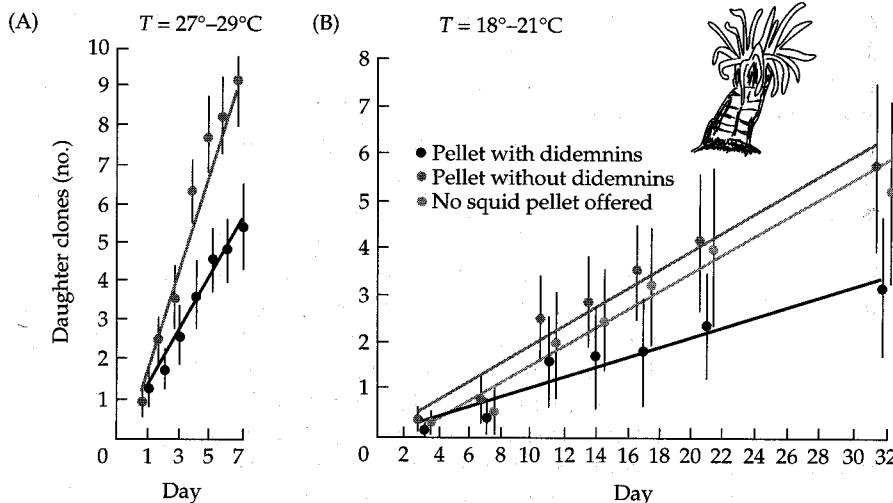 (A)
T = 27°–29°C
Daughter clones (no.)
10
9
8
7
6
5
4
3
2
1
0
1 3 5 7
Day
(B)
T = 18°–21°C
8
7
6
5
4
3
2
1
0
Pellet with didemnins
Pellet without didemnins
No squid pellet offered
2 4 6 8 10 12 14 16 18 20 22 24 26 28 30 32
Day